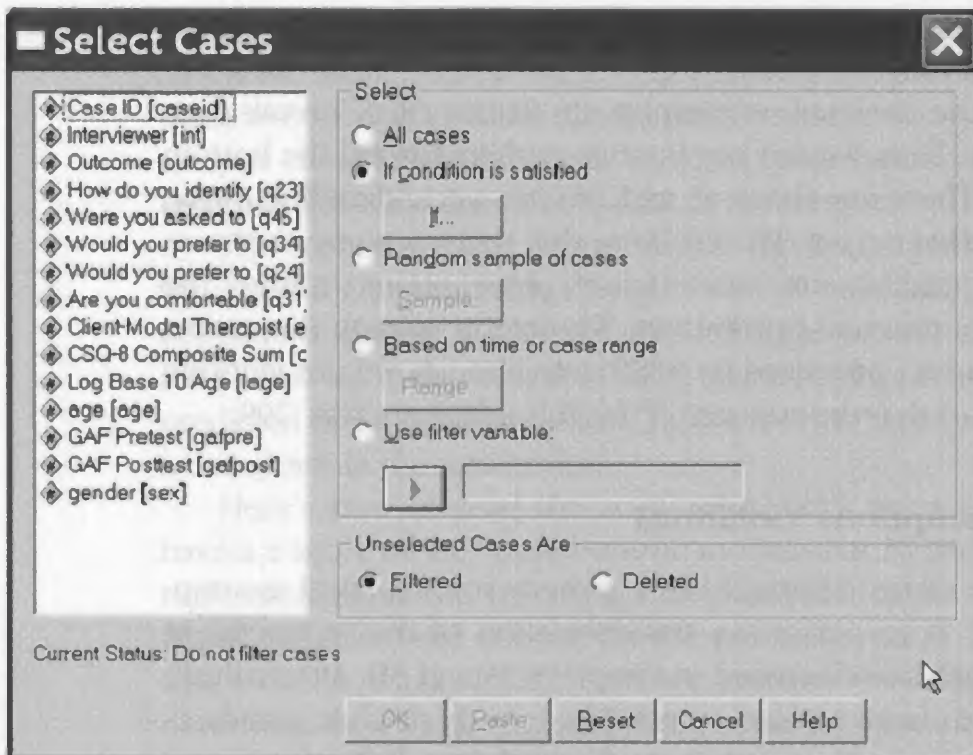 Select Cases
Case ID [caseid]
Interviewer [int]
Outcome [outcome]
How do you identify [q23]
Were you asked to [q45]
Would you prefer to [q34]
Would you prefer to [q24]
Are you comfortable [q31]
Client-Modal Therapist [e
CSQ-8 Composite Sum [c
Log Base 10 Age [lage]
age [age]
GAF Pretest [gafpre]
GAF Posttest [gafpost]
gender [sex]
Select
All cases
If condition is satisfied
If...
Random sample of cases
Sample...
Based on time or case range
Range
Use filter variable:
Unselected Cases Are
Filtered
Deleted
Current Status: Do not filter cases
OK
Paste
Reset
Cancel
Help